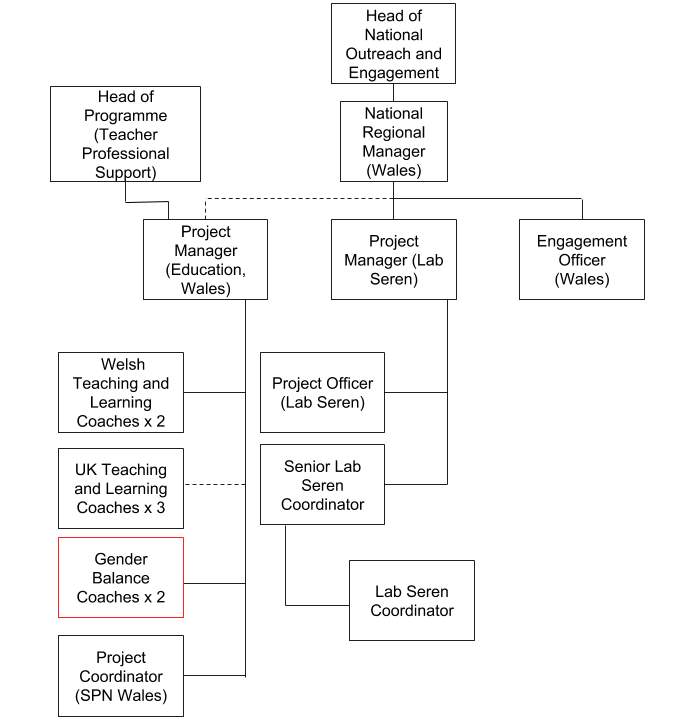 Head of
National
Outreach and
Engagement
Head of
Programme
(Teacher
Professional
Support)
National
Regional
Manager
(Wales)
Project
Manager
(Education,
Wales)
Project
Manager (Lab
Seren)
Engagement
Officer
(Wales)
Welsh
Teaching and
Learning
Coaches x 2
Project Officer
(Lab Seren)
UK Teaching
and Learning
Coaches x 3
Senior Lab
Seren
Coordinator
Gender
Balance
Coaches x 2
Lab Seren
Coordinator
Project
Coordinator
(SPN Wales)